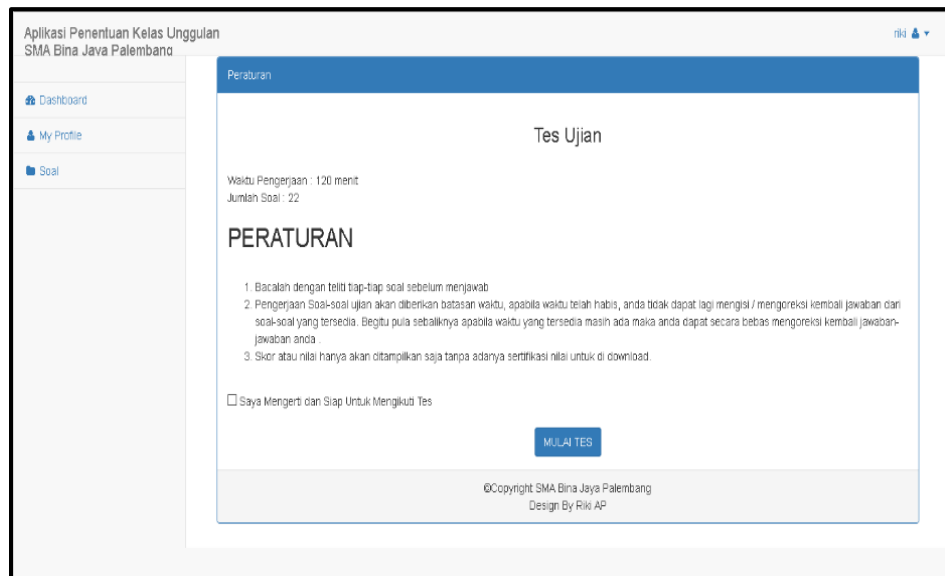 Aplikasi Penentuan Kelas Unggulan
SMA Bina Jaya Palembang
riki
Peraturan
Dashboard
My Profile
Soal
Tes Ujian
Waktu Pengerjaan : 120 menit
Jumlah Soal : 22
PERATURAN
1. Bacalah dengan teliti tiap-tiap soal sebelum menjawab
2. Pengerjaan Soal-soal ujian akan diberikan batasan waktu, apabila waktu telah habis, anda tidak dapat lagi mengisi / mengoreksi kembali jawaban dari
soal-soal yang tersedia. Begitu pula sebaliknya apabila waktu yang tersedia masih ada maka anda dapat secara bebas mengoreksi kembali jawaban-
jawaban anda .
3. Skor atau nilai hanya akan ditampilkan saja tanpa adanya sertifikasi nilai untuk di download.
Saya Mengerti dan Siap Untuk Mengikuti Tes
MULAI TES
©Copyright SMA Bina Jaya Palembang
Design By Riki AP